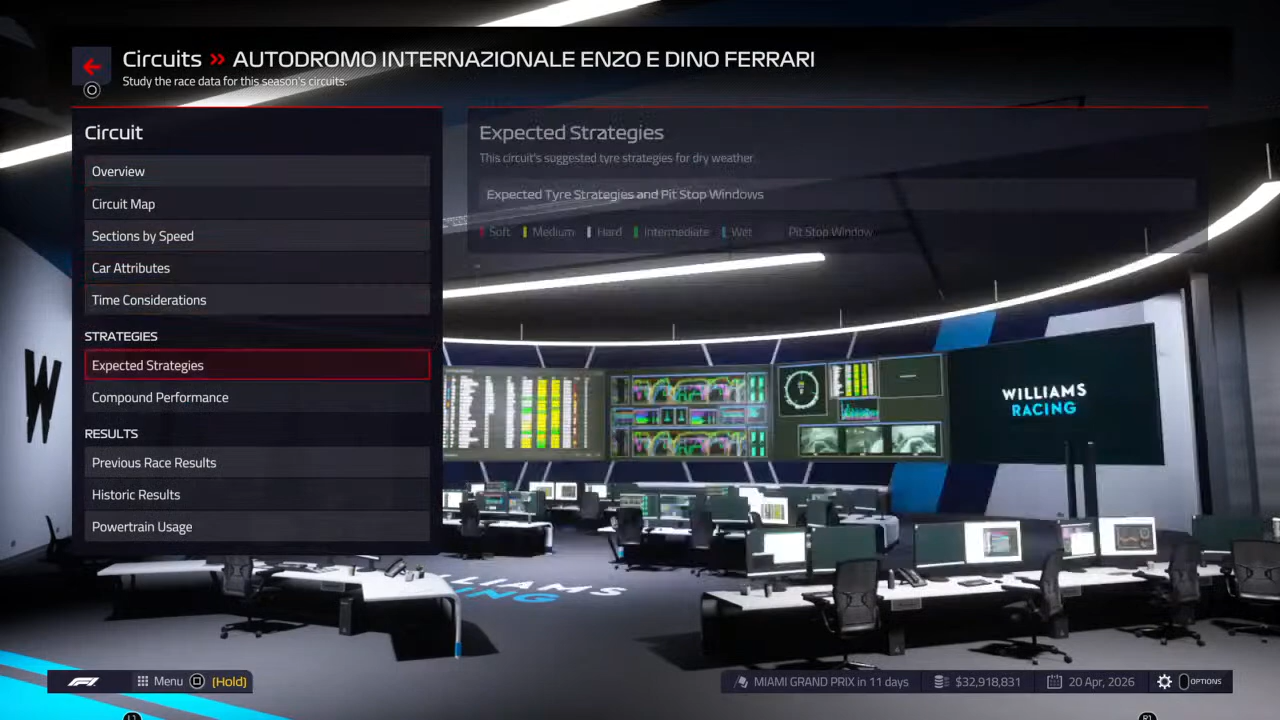 Circuits » AUTODROMO INTERNAZIONALE ENZO E DINO FERRARI
Study the race data for this season's circuits.
Circuit
Overview
Circuit Map
Sections by Speed
Car Attributes
Time Considerations
STRATEGIES
Expected Strategies
Compound Performance
RESULTS
Previous Race Results
Historic Results
Powertrain Usage
Expected Strategies
This circuit's suggested tyre strategies for dry weather.
Expected Tyre Strategies and Pit Stop Windows
Soft Medium Hard Intermediate Wet Pit Stop Window
W
WILLIAMS
RACING
Menu [Hold]
MIAMI GRAND PRIX in 11 days
$32,918,831
20 Apr, 2026
OPTIONS